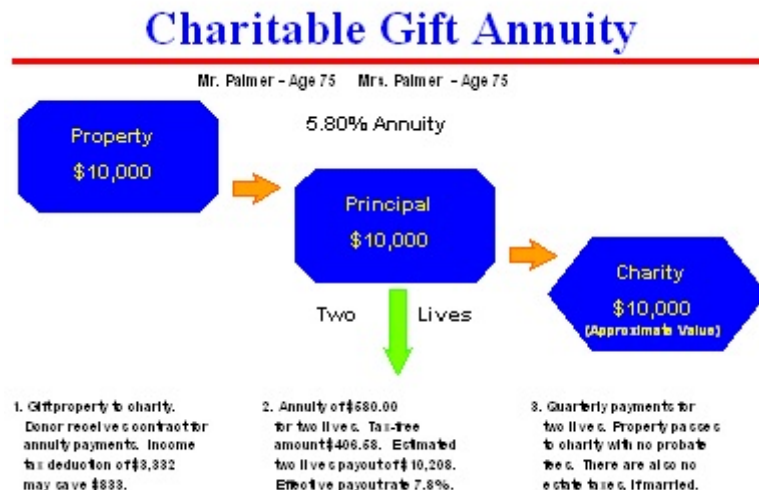 Charitable Gift Annuity
Mr. Palmer - Age 75 Mrs. Palmer - Age 75
5.80% Annuity
Property
$10,000
Principal
$10,000
Charity
$10,000
(Approximate Value)
Two Lives
1. Gift property to charity.
Donor receives contract for
annuity payments. Income
tax deduction of $3,332
may save $833.
2. Annuity of $580.00
for two lives. Tax-free
amount $406.58. Estimated
two lives payout of $10,208.
Effective payout rate 7.8%.
3. Quarterly payments for
two lives. Property passes
to charity with no probate
fees. There are also no
estate taxes, if married.